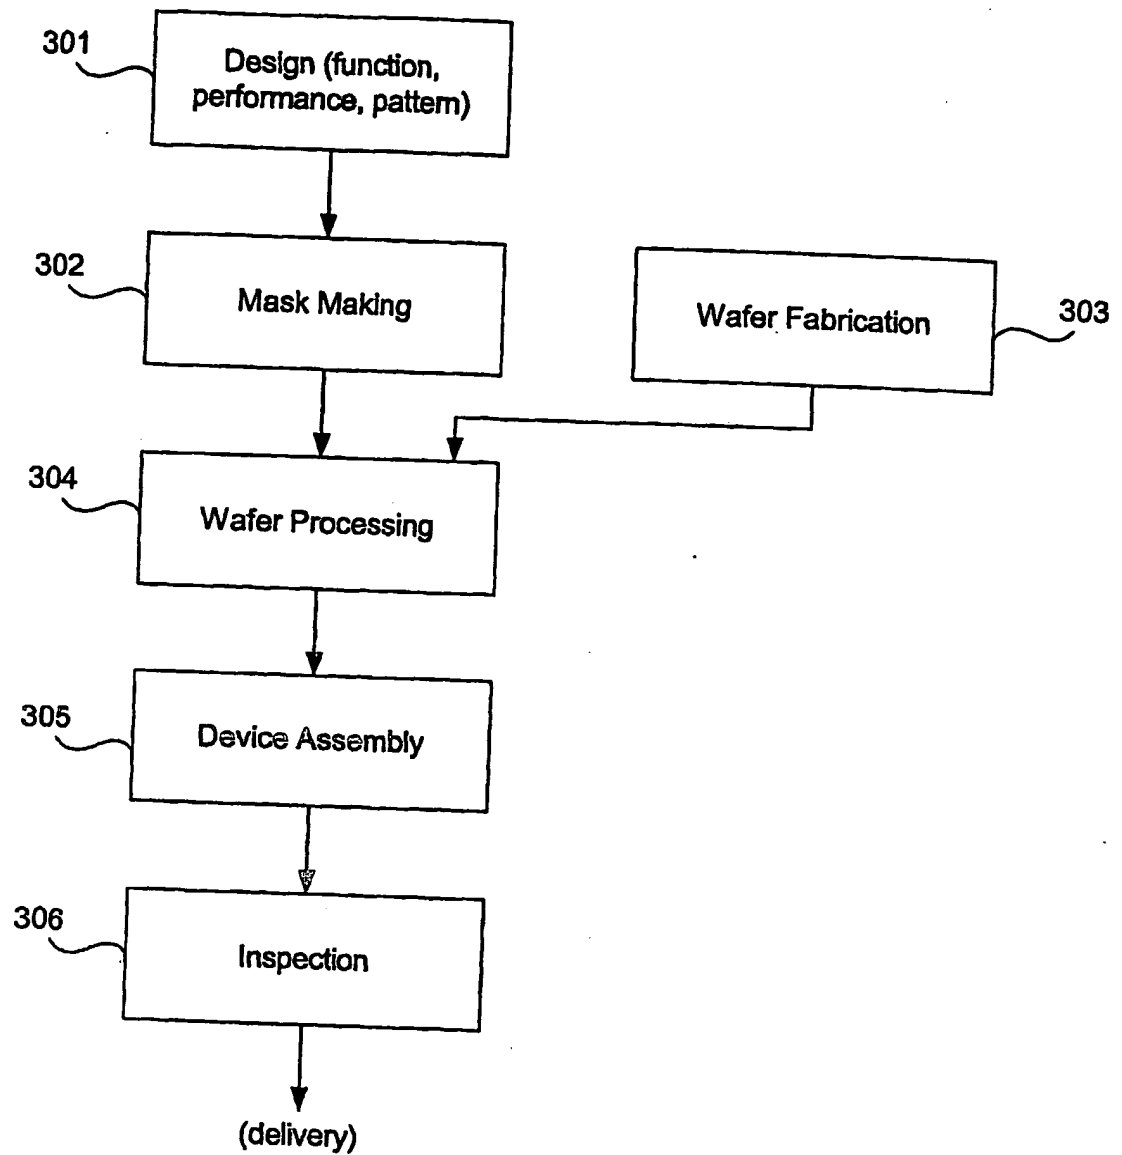 301
Design (function,
performance, pattern)
302
Mask Making
Wafer Fabrication
303
304
Wafer Processing
305
Device Assembly
306
Inspection
(delivery)